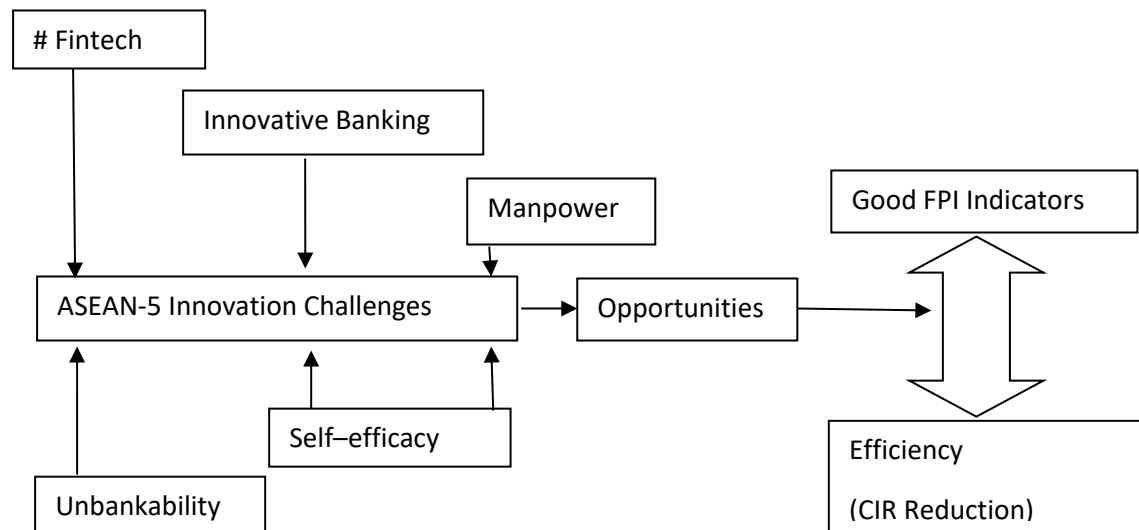 # Fintech
Innovative Banking
Manpower
Good FPI Indicators
ASEAN-5 Innovation Challenges
Opportunities
Self–efficacy
Efficiency
(CIR Reduction)
Unbankability